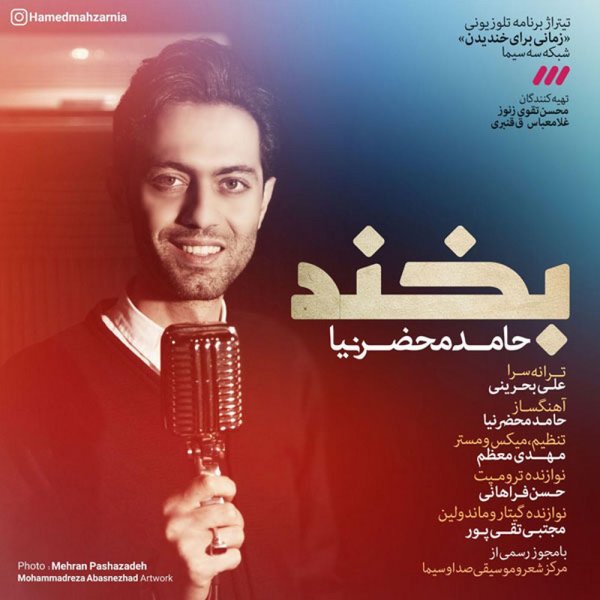 Hamedmahzarnia
تیتراژ برنامه تلوزیونی
«زمانی برای خندیدن»
شبکه سه سیما
تهیه کنندگان
محسن تقوی زنوز
غلامعباس ق قنبری
بخند
حامد محضرنیا
ترانه سرا
علی بحرینی
آهنگساز
حامد محضرنیا
تنظیم، میکس و مستر
مهدی معظم
نوازنده ترومپت
حسن فراهانی
نوازنده گیتار و ماندولین
مجتبی تقی پور
با مجوز رسمی از
مرکز شعر و موسیقی صدا و سیما
Photo : Mehran Pashazadeh
Mohammadreza Abasnezhad Artwork